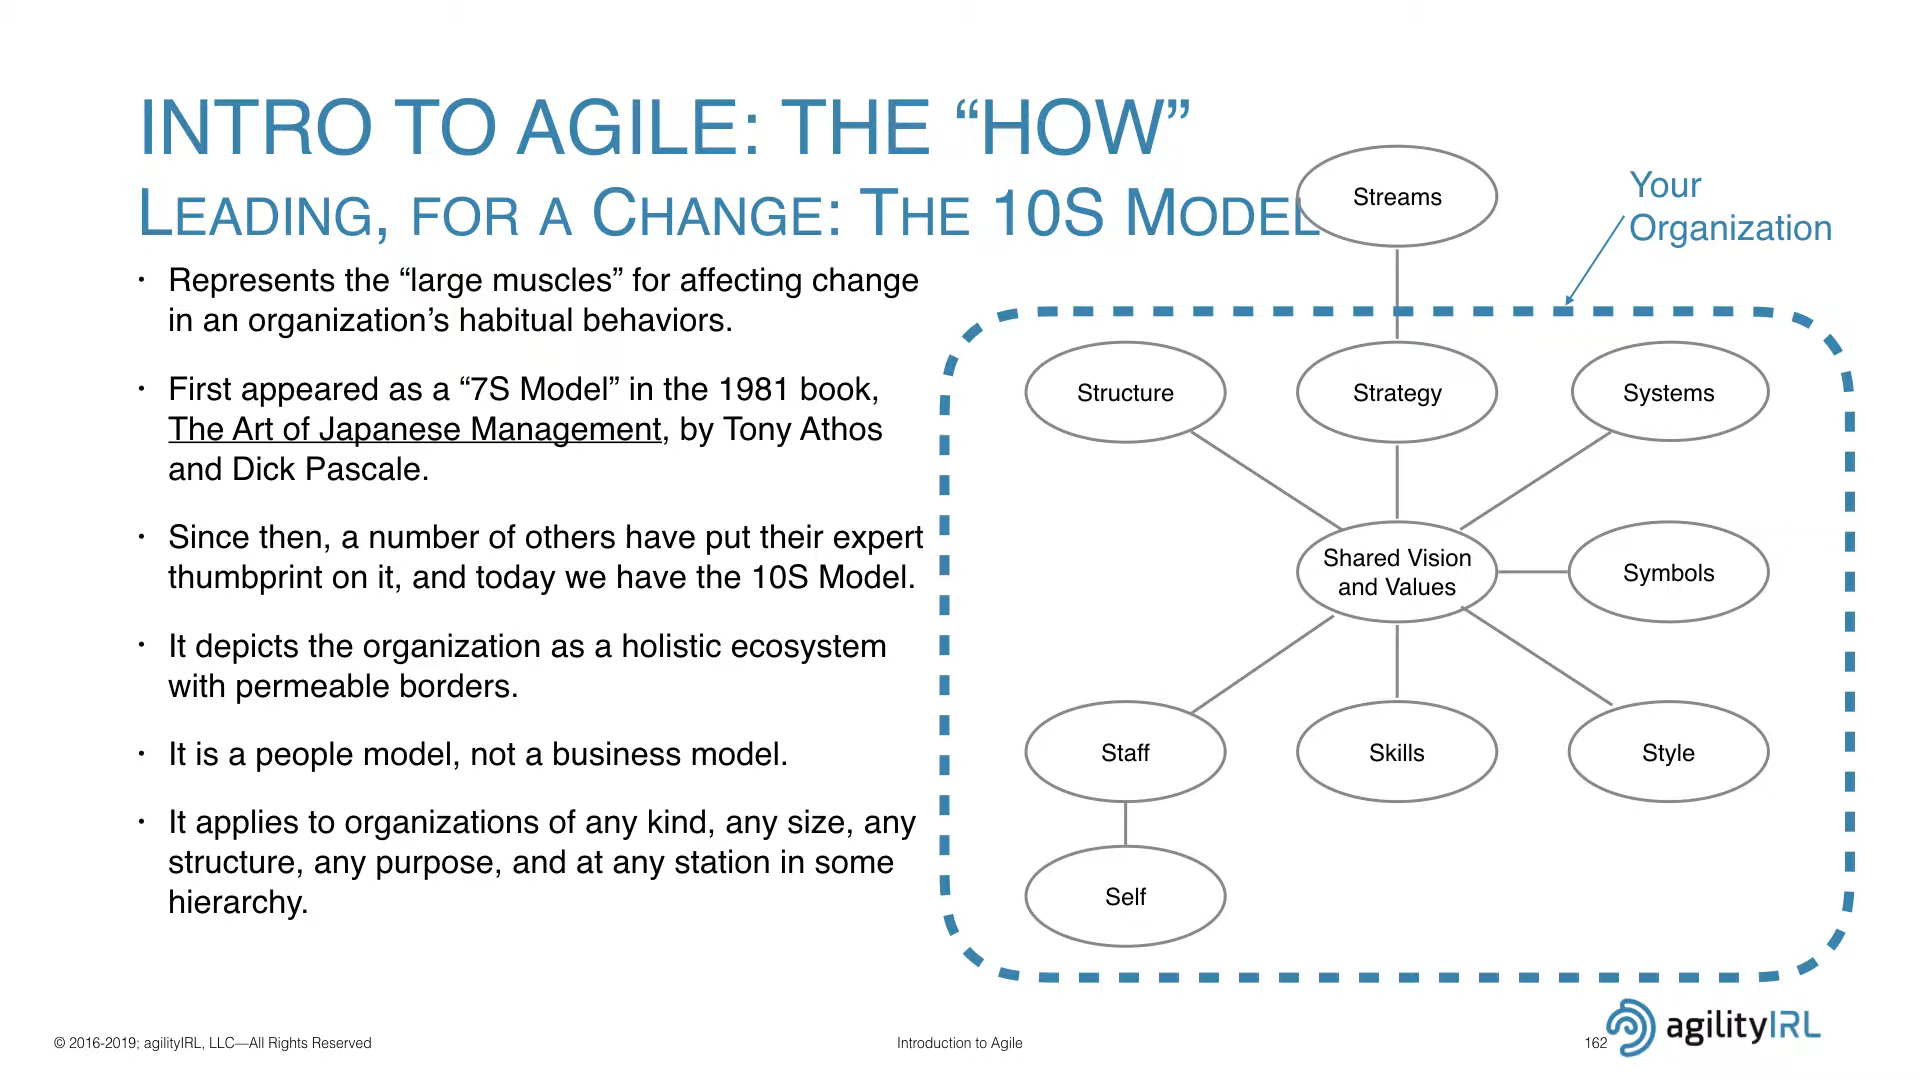 INTRO TO AGILE: THE “HOW”
LEADING, FOR A CHANGE: THE 10S MODEL
• Represents the “large muscles” for affecting change
in an organization’s habitual behaviors.
• First appeared as a “7S Model” in the 1981 book,
The Art of Japanese Management, by Tony Athos
and Dick Pascale.
• Since then, a number of others have put their expert
thumbprint on it, and today we have the 10S Model.
• It depicts the organization as a holistic ecosystem
with permeable borders.
• It is a people model, not a business model.
• It applies to organizations of any kind, any size, any
structure, any purpose, and at any station in some
hierarchy.
Streams
Your
Organization
Structure
Strategy
Systems
Shared Vision
and Values
Symbols
Staff
Skills
Style
Self
© 2016-2019; agilityIRL, LLC—All Rights Reserved
Introduction to Agile
162
agilityIRL